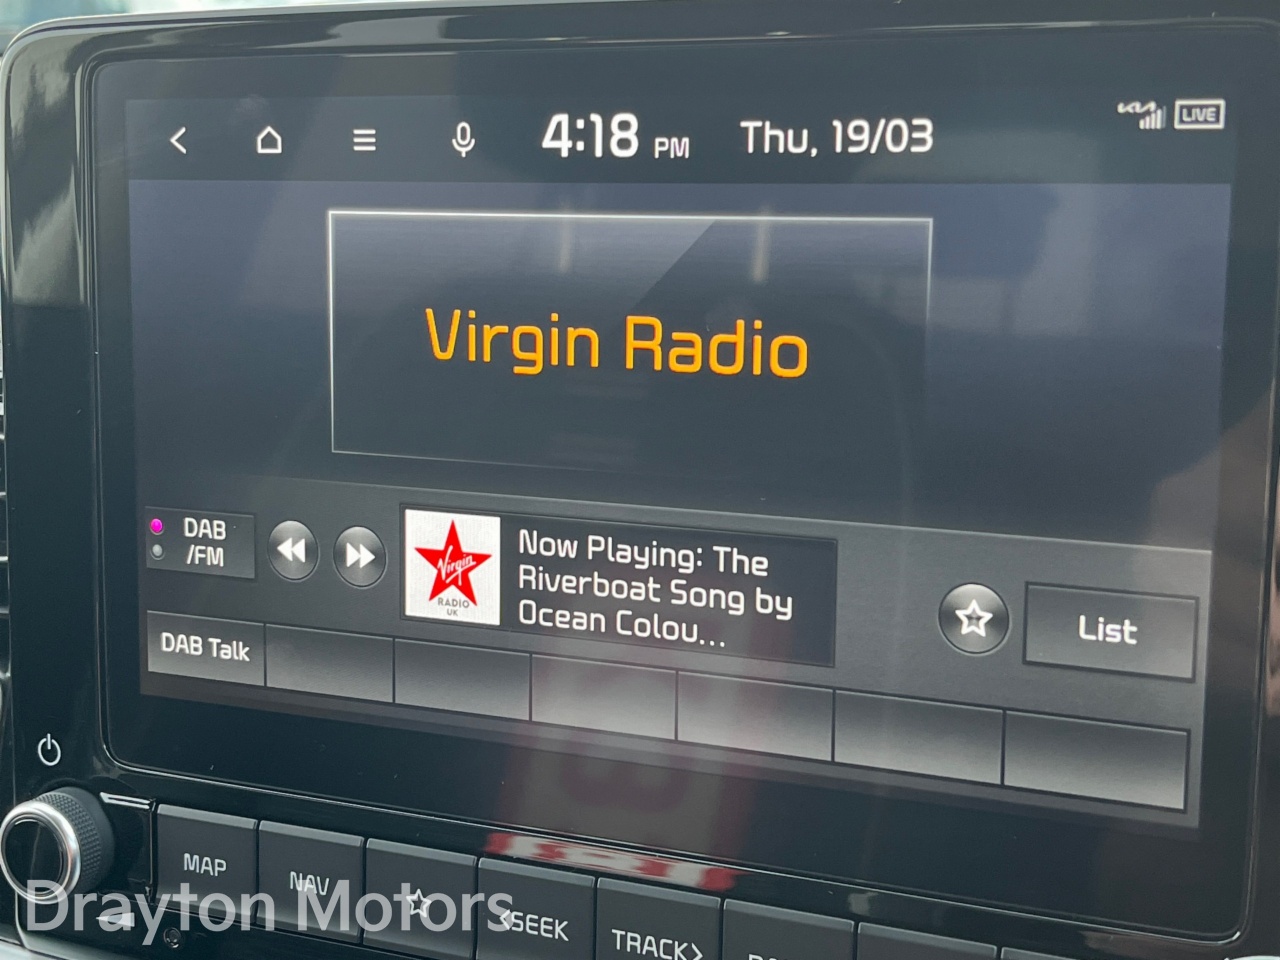 4:18 PM Thu, 19/03
LIVE
Virgin Radio
DAB
/FM
Virgin
RADIO
UK
Now Playing: The
Riverboat Song by
Ocean Colou...
List
DAB Talk
MAP
NAV
<SEEK
TRACK>
Drayton Motors